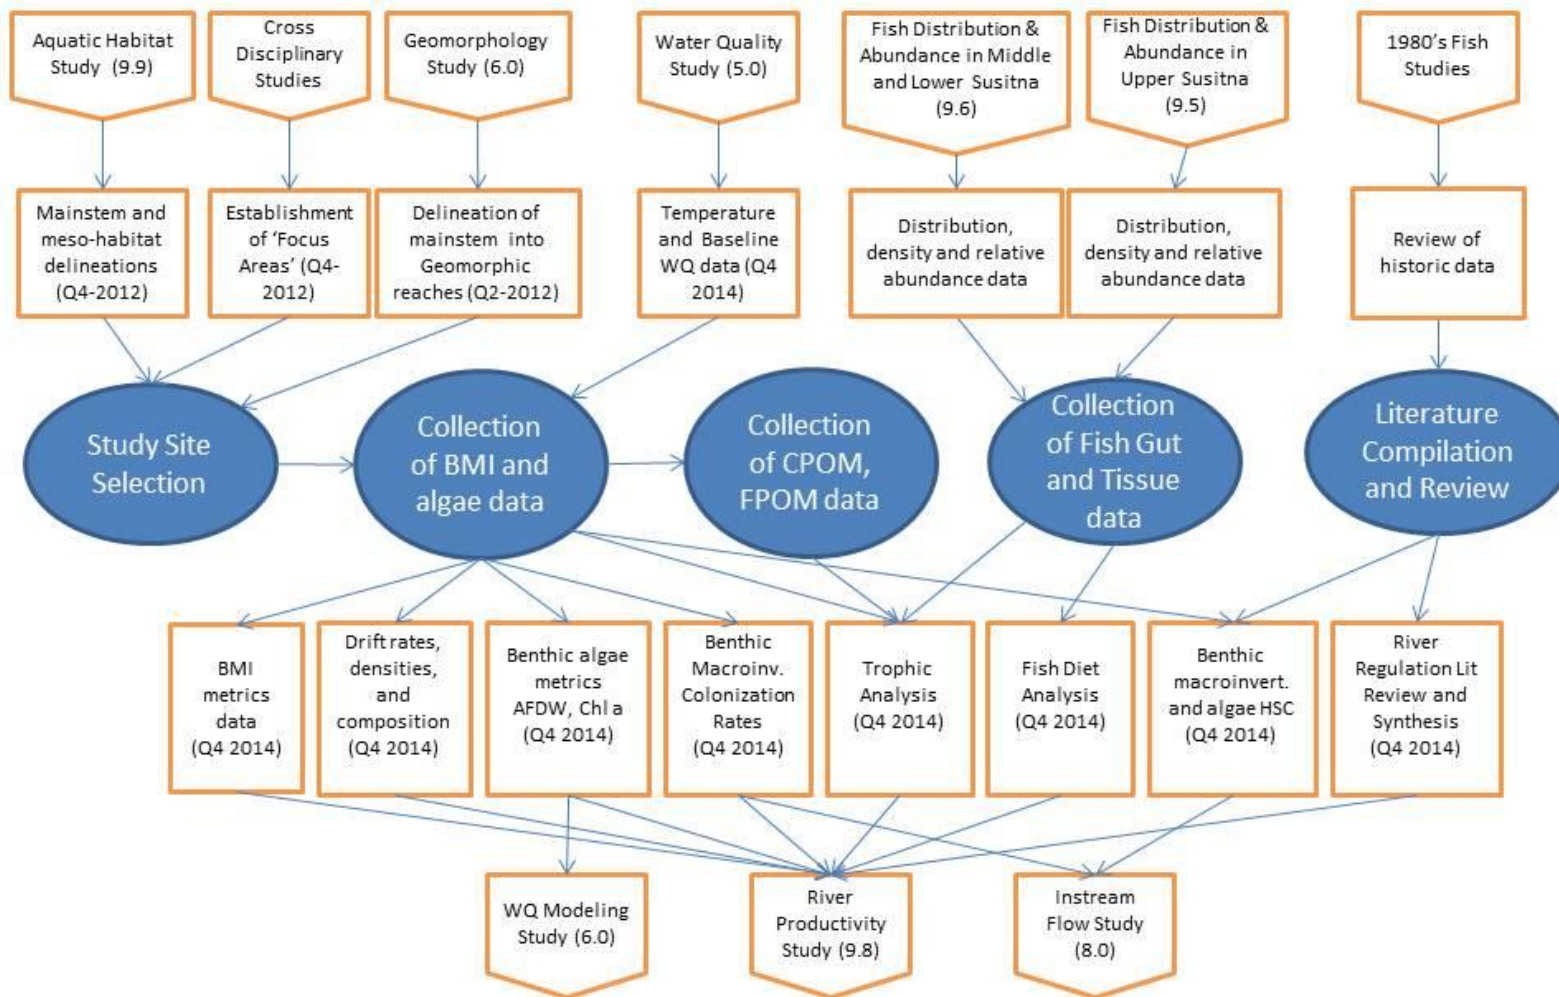 Aquatic Habitat
Study (9.9)
Cross
Disciplinary
Studies
Geomorphology
Study (6.0)
Water Quality
Study (5.0)
Fish Distribution &
Abundance in Middle
and Lower Susitna
(9.6)
Fish Distribution &
Abundance in
Upper Susitna
(9.5)
1980's Fish
Studies
Mainstem and
meso-habitat
delineations
(Q4-2012)
Establishment
of ‘Focus
Areas’ (Q4-
2012)
Delineation of
mainstem into
Geomorphic
reaches (Q2-2012)
Temperature
and Baseline
WQ data (Q4
2014)
Distribution,
density and relative
abundance data
Distribution,
density and relative
abundance data
Review of
historic data
Study Site
Selection
Collection
of BMI and
algae data
Collection
of CPOM,
FPOM data
Collection
of Fish Gut
and Tissue
data
Literature
Compilation
and Review
BMI
metrics
data
(Q4 2014)
Drift rates,
densities,
and
composition
(Q4 2014)
Benthic algae
metrics
AFDW, Chl a
(Q4 2014)
Benthic
Macroinv.
Colonization
Rates
(Q4 2014)
Trophic
Analysis
(Q4 2014)
Fish Diet
Analysis
(Q4 2014)
Benthic
macroinvert.
and algae HSC
(Q4 2014)
River
Regulation Lit
Review and
Synthesis
(Q4 2014)
WQ Modeling
Study (6.0)
River
Productivity
Study (9.8)
Instream
Flow Study
(8.0)